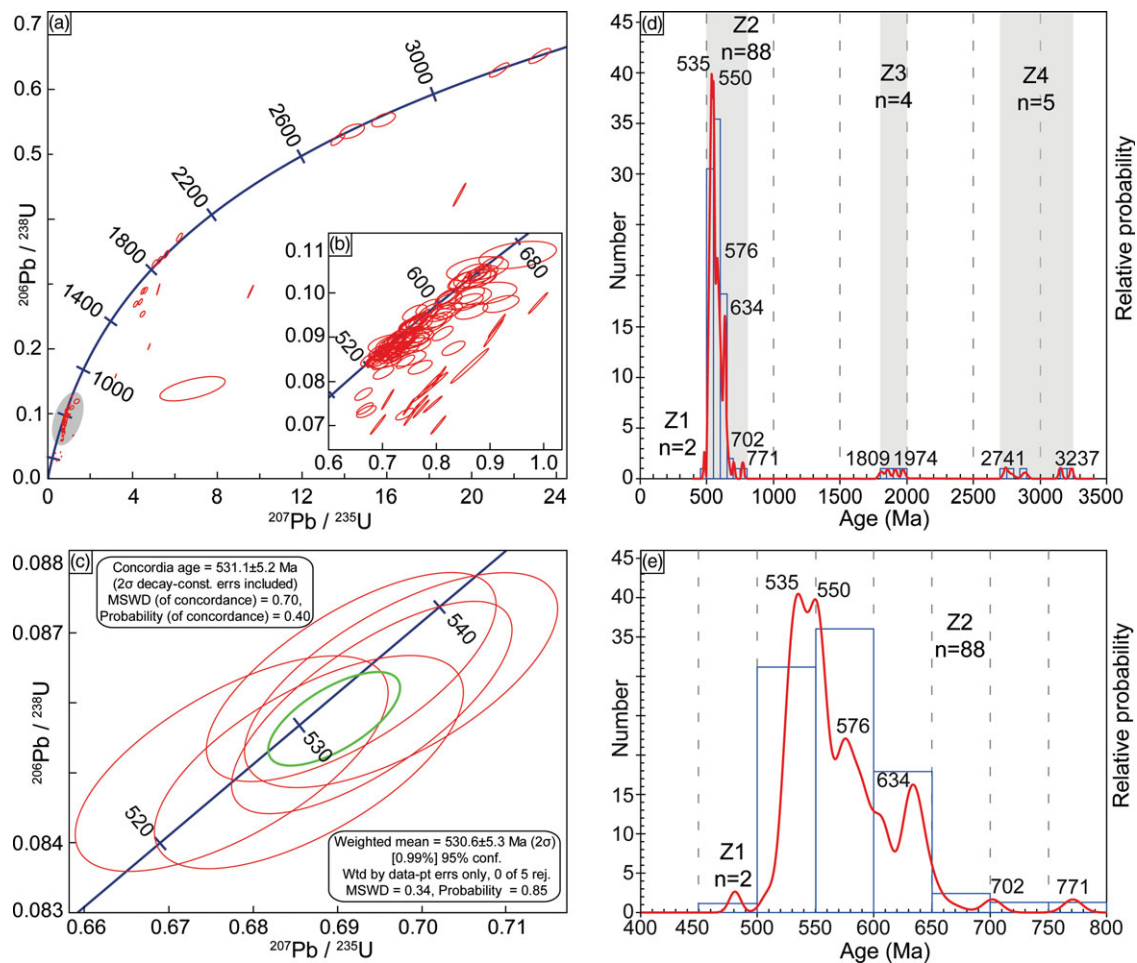 (a)
0.7
0.6
0.5
0.4
0.3
0.2
0.1
0.0
206Pb / 238U
1000
1400
1800
2200
2600
3000
0 4 8 12 16 20 24
207Pb / 235U
(b)
0.11
0.10
0.09
0.08
0.07
520
600
680
0.6 0.7 0.8 0.9 1.0
(c)
0.088
0.087
0.084
0.083
206Pb/ 238U
Concordia age = 531.1±5.2 Ma
(2σ decay-const. errs included)
MSWD (of concordance) = 0.70,
Probability (of concordance) = 0.40
540
530
520
Weighted mean = 530.6±5.3 Ma (2σ)
[0.99%] 95% conf.
Wtd by data-pt errs only, 0 of 5 rej.
MSWD = 0.34, Probability = 0.85
0.66 0.67 0.68 0.69 0.70 0.71
207Pb / 235U
(d)
45
40
35
30
25
20
15
10
5
0
Number
Z2
n=88
535
550
576
634
Z1
n=2
702
771
Z3
n=4
1809 1974
Z4
n=5
2741 3237
Relative probability
0 500 1000 1500 2000 2500 3000 3500
Age (Ma)
(e)
45
40
35
30
25
20
15
10
5
0
Number
535 550
Z2
n=88
576
634
Z1
n=2
702 771
Relative probability
400 450 500 550 600 650 700 750 800
Age (Ma)